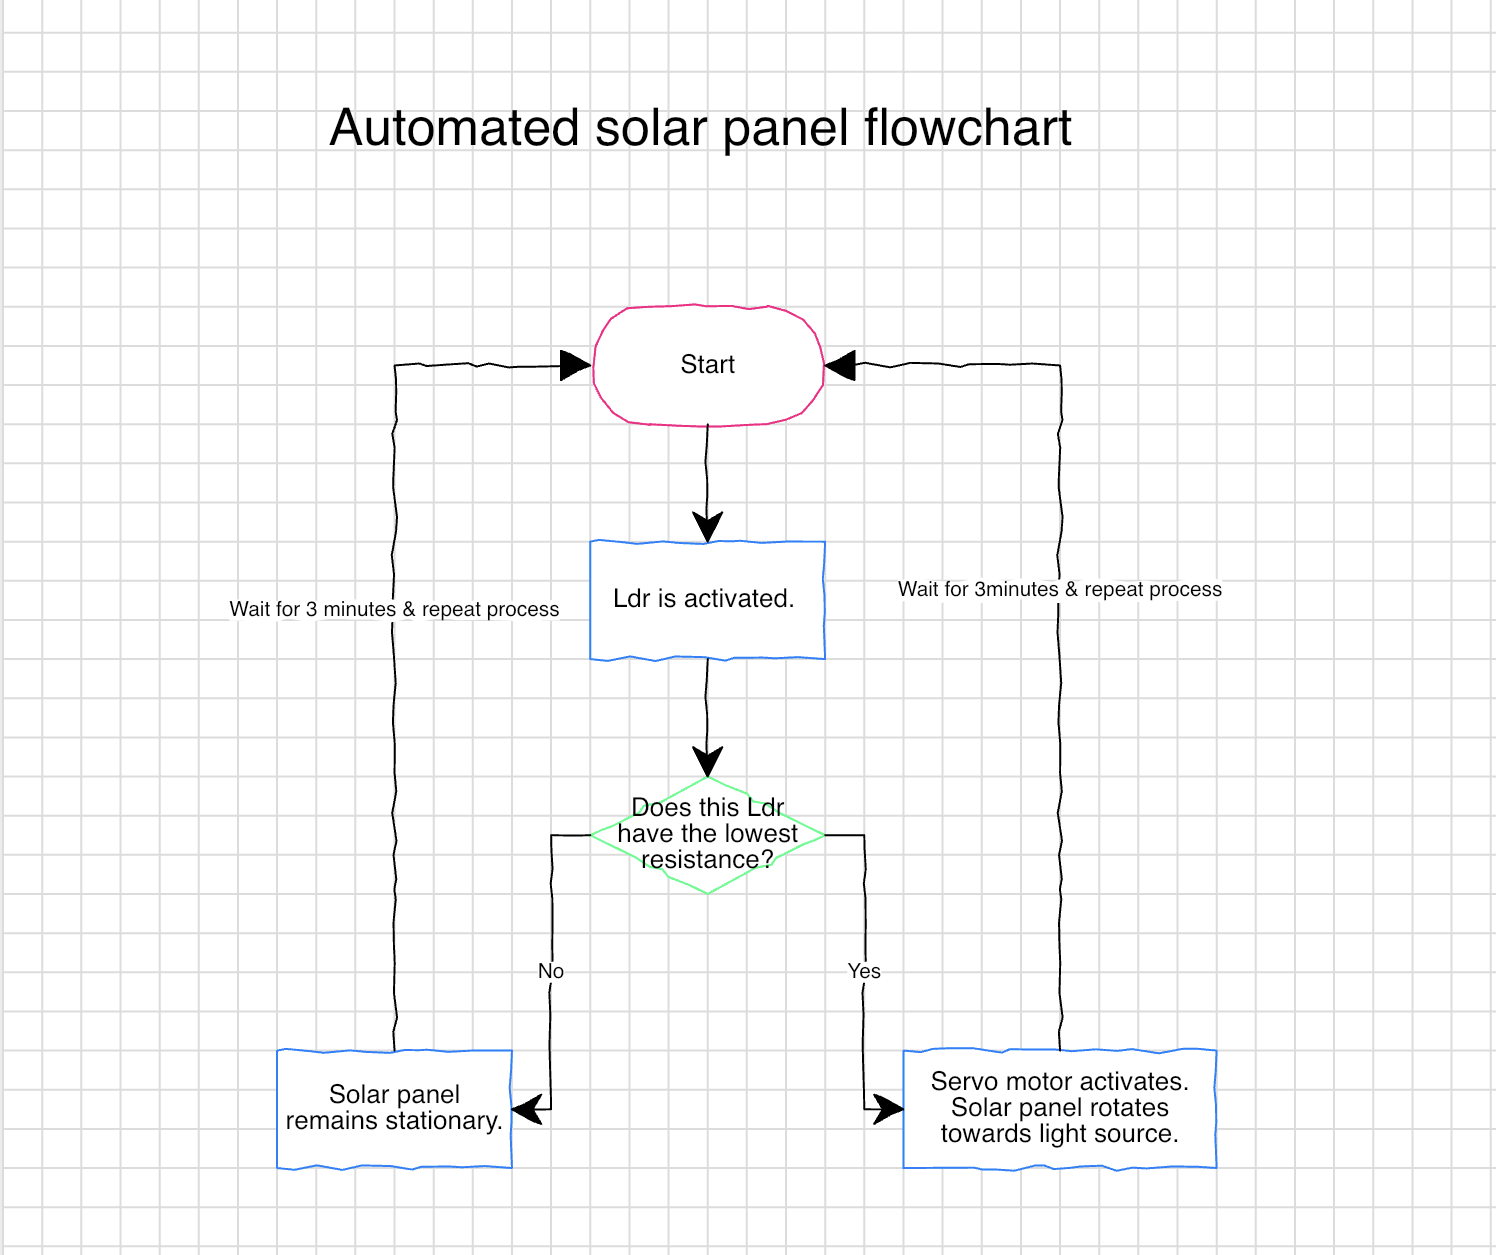 Automated solar panel flowchart
Start
Ldr is activated.
Wait for 3 minutes & repeat process
Wait for 3minutes & repeat process
Does this Ldr
have the lowest
resistance?
No
Yes
Solar panel
remains stationary.
Servo motor activates.
Solar panel rotates
towards light source.